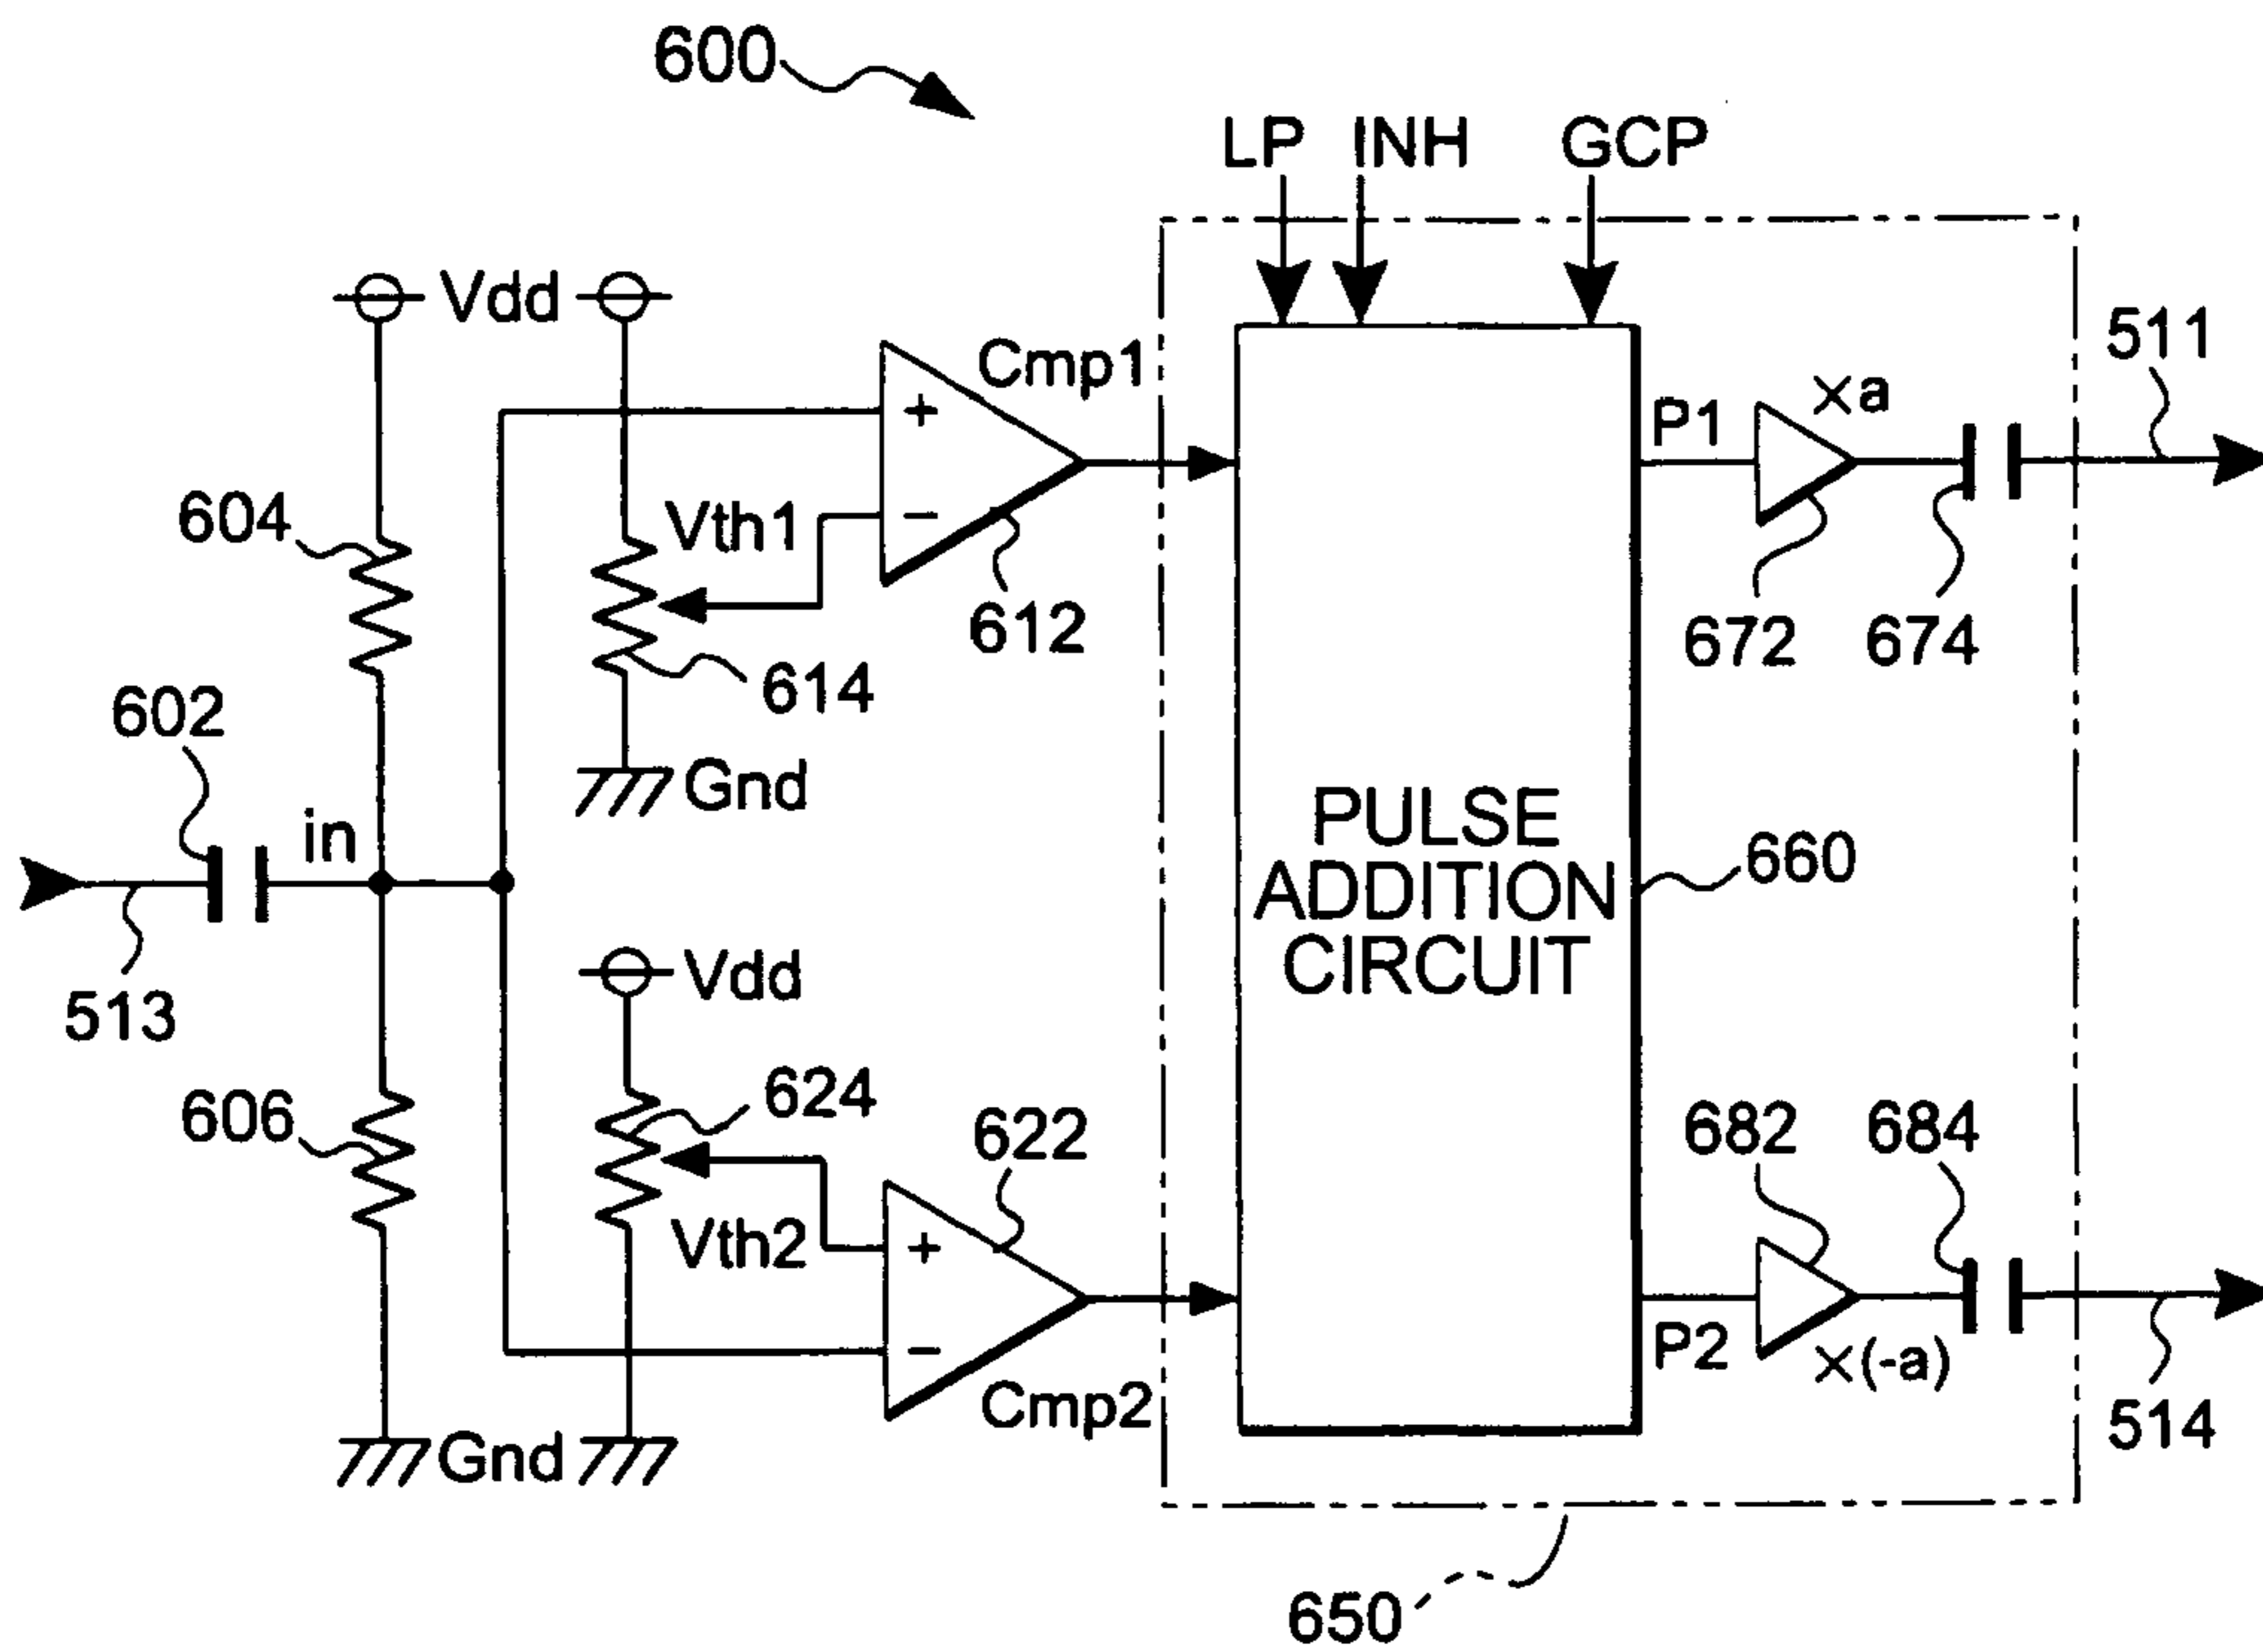 600
LP INH GCP
Vdd
Cmp1
511
+
P1
×a
604
Vth1
−
612
672
674
614
602
Gnd
in
PULSE
ADDITION
CIRCUIT
660
513
Vdd
624
606
622
682
684
+
Vth2
−
P2
×(-a)
Cmp2
514
Gnd
650